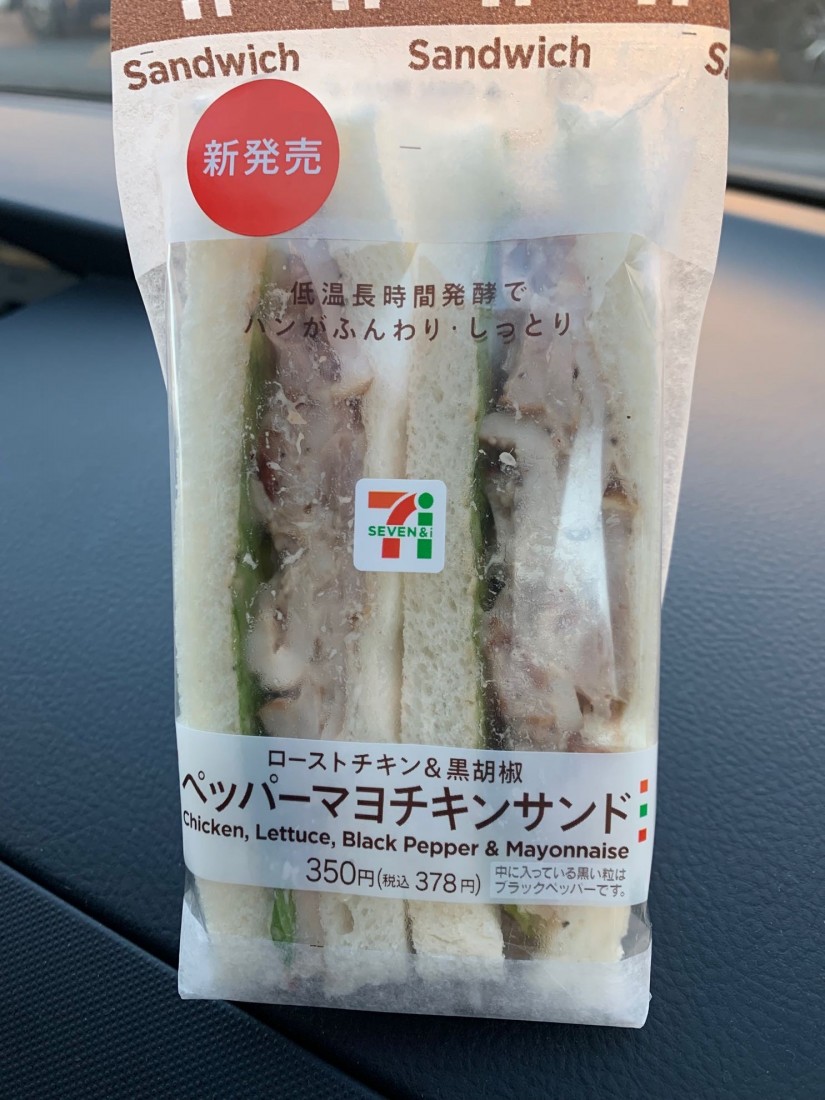 Sandwich Sandwich S
新発売
低温長時間発酵で
パンがふんわり・しっとり
SEVEN&i
ローストチキン&黒胡椒
ペッパーマヨチキンサンド
Chicken, Lettuce, Black Pepper & Mayonnaise
350円(税込 378円)
中に入っている黒い粒は
ブラックペッパーです。